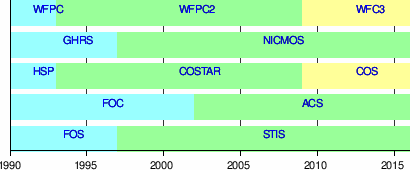 WFPC WFPC2 WFC3
GHRS NICMOS
HSP COSTAR COS
FOC ACS
FOS STIS
1990 1995 2000 2005 2010 2015